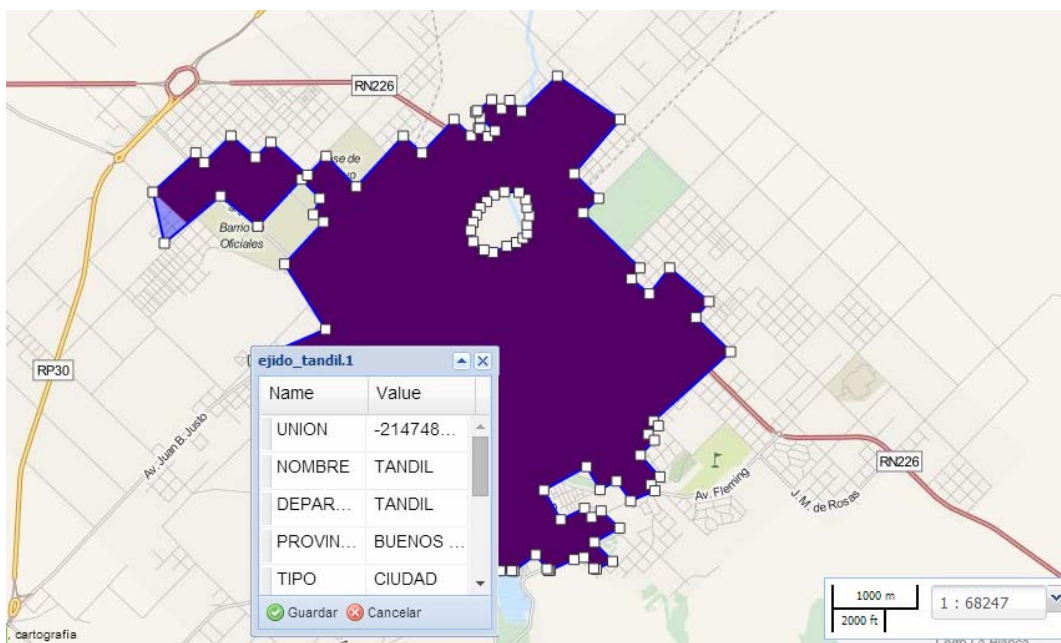 RN226
Barrio
Oficiales
RP30
Av. Juan B. Justo
ejido_tandil.1
Name Value
UNION -214748...
NOMBRE TANDIL
DEPAR... TANDIL
PROVIN... BUENOS ...
TIPO CIUDAD
Guardar Cancelar
Av. Fleming
J. M. de Rosas
RN226
1000 m
2000 ft
1 : 68247
cartografia